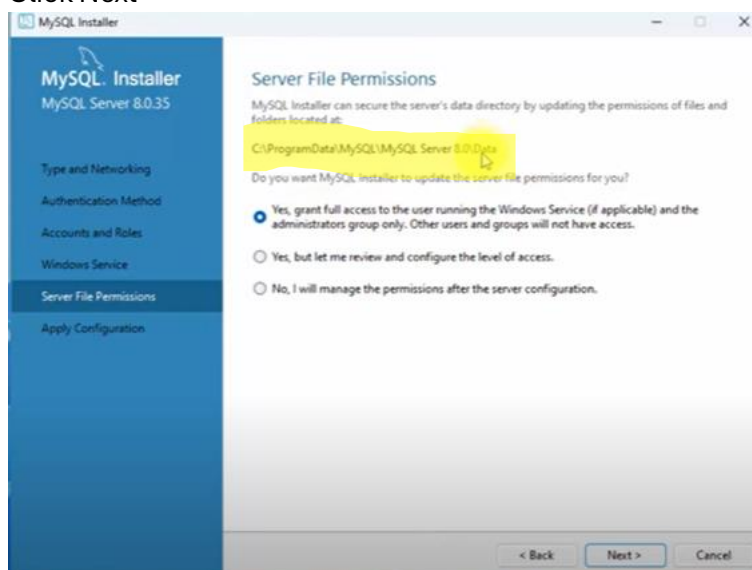 Click Next
MySQL Installer
MySQL. Installer
MySQL Server 8.0.35
Type and Networking
Authentication Method
Accounts and Roles
Windows Service
Server File Permissions
Apply Configuration
Server File Permissions
MySQL Installer can secure the server's data directory by updating the permissions of files and
folders located at:
C:\ProgramData\MySQL\MySQL Server 8.0\Data
Do you want MySQL Installer to update the server file permissions for you?
Yes, grant full access to the user running the Windows Service (if applicable) and the
administrators group only. Other users and groups will not have access.
Yes, but let me review and configure the level of access.
No, I will manage the permissions after the server configuration.
< Back
Next >
Cancel